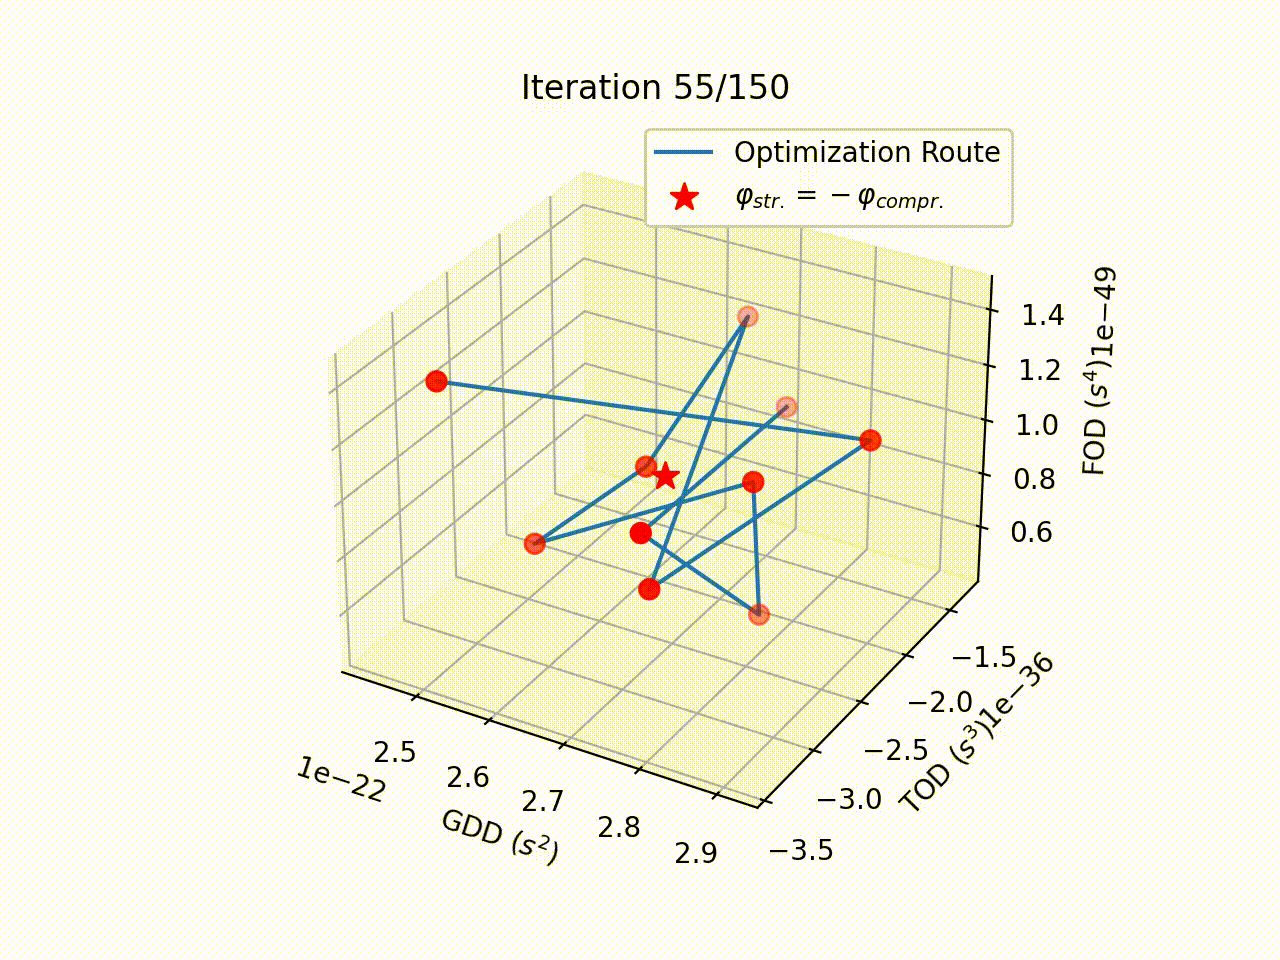 Iteration 55/150
Optimization Route
φstr. = −φcompr.
1.4
1.2
1.0
0.8
0.6
FOD (s⁴)1e−49
−1.5
−2.0
−2.5
−3.0
−3.5
TOD (s³)1e−36
2.5
2.6
2.7
2.8
2.9
1e−22
GDD (s²)